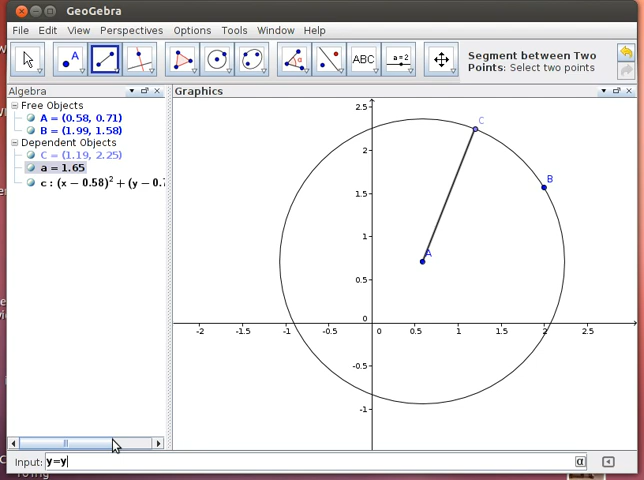 GeoGebra
File Edit View Perspectives Options Tools Window Help
A
ABC
a=2
Segment between Two
Points: Select two points
Algebra
Graphics
Free Objects
A = (0.58, 0.71)
B = (1.99, 1.58)
Dependent Objects
C = (1.19, 2.25)
a = 1.65
c : (x − 0.58)² + (y − 0.7
2.5
C
2
B
1.5
1
A
0.5
0
-2 -1.5 -1 -0.5 0 0.5 1 1.5 2 2.5
-0.5
-1
Input: y=y
α